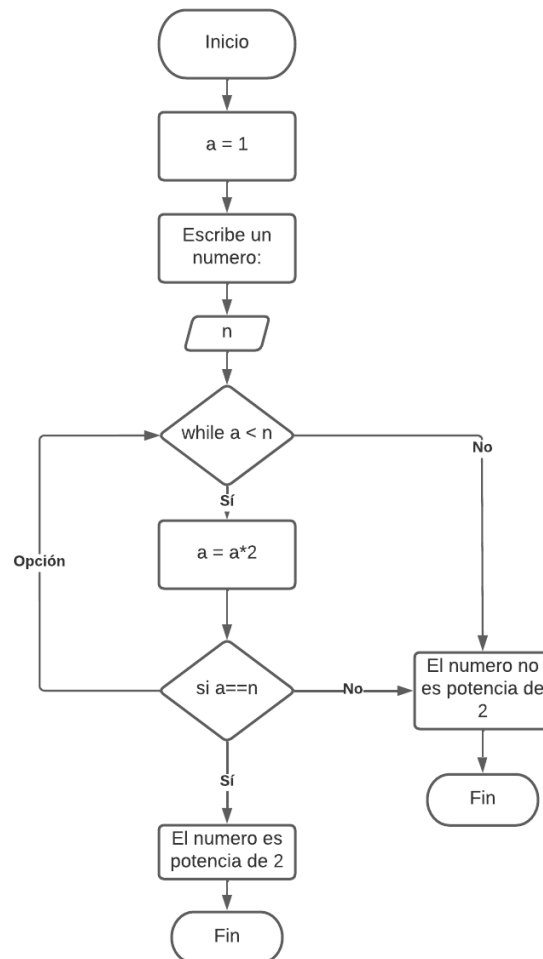 Inicio
a = 1
Escribe un
numero:
n
while a < n
No
Sí
a = a*2
Opción
si a==n
No
El numero no
es potencia de
2
Sí
Fin
El numero es
potencia de 2
Fin